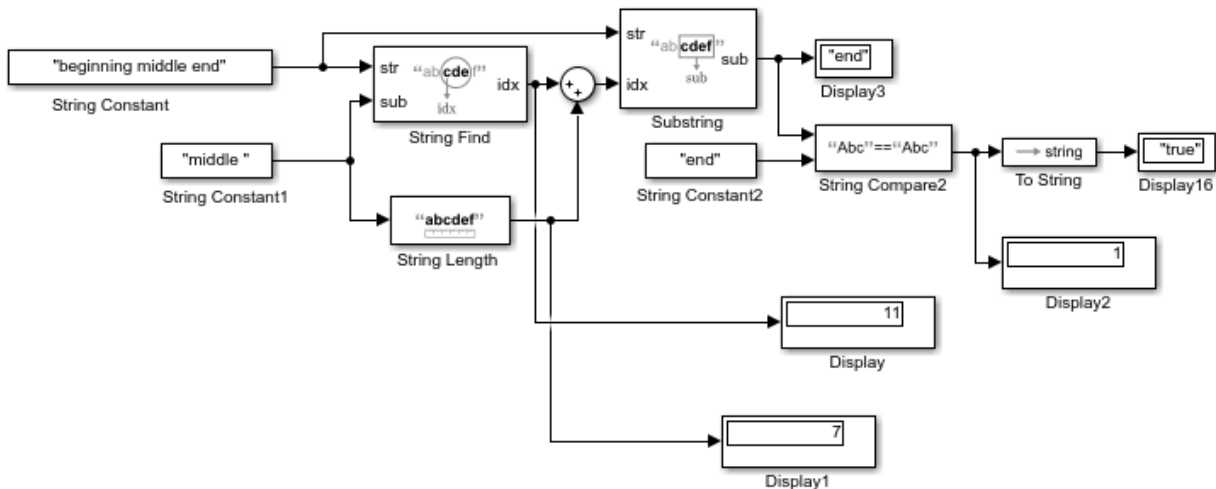 "beginning middle end"
String Constant
str
sub
“abcdef”
idx
idx
String Find
"middle "
String Constant1
“abcdef”
String Length
+
+
str
idx
“abcdef”
sub
sub
Substring
"end"
Display3
"end"
String Constant2
“Abc”==“Abc”
String Compare2
string
To String
"true"
Display16
1
Display2
11
Display
7
Display1